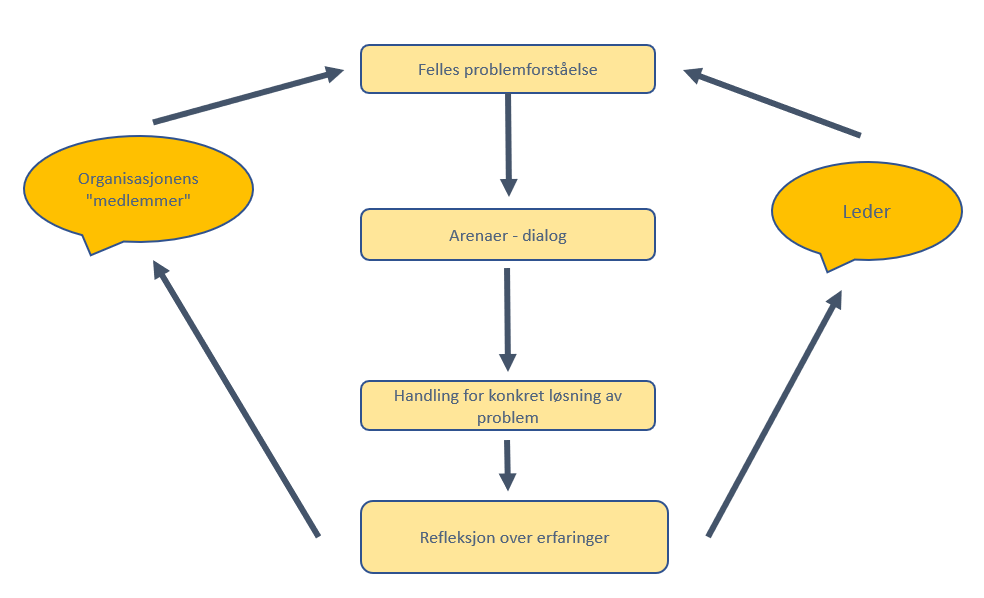 Felles problemforståelse
Organisasjonens
"medlemmer"
Leder
Arenaer - dialog
Handling for konkret løsning av
problem
Refleksjon over erfaringer